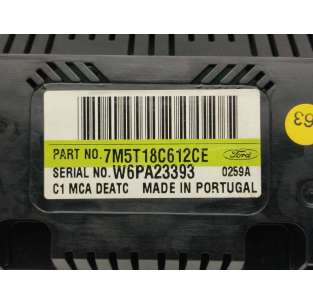 PART NO. 7M5T18C612CE Ford
SERIAL NO. W6PA23393 0259A
C1 MCA DEATC MADE IN PORTUGAL
63